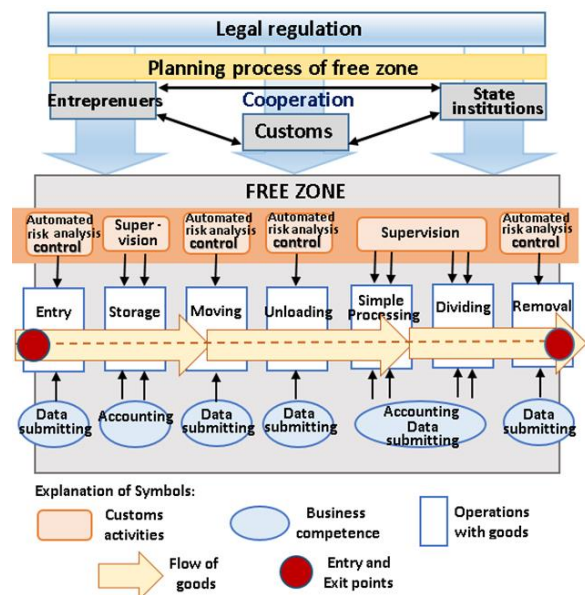 Legal regulation
Planning process of free zone
Entreprenuers
Cooperation
State
institutions
Customs
FREE ZONE
Automated
risk analysis
control
Super -
vision
Automated
risk analysis
control
Automated
risk analysis
control
Supervision
Automated
risk analysis
control
Entry
Storage
Moving
Unloading
Simple
Processing
Dividing
Removal
Data
submitting
Accounting
Data
submitting
Data
submitting
Accounting
Data
submitting
Data
submitting
Explanation of Symbols:
Customs
activities
Business
competence
Operations
with goods
Flow of
goods
Entry and
Exit points